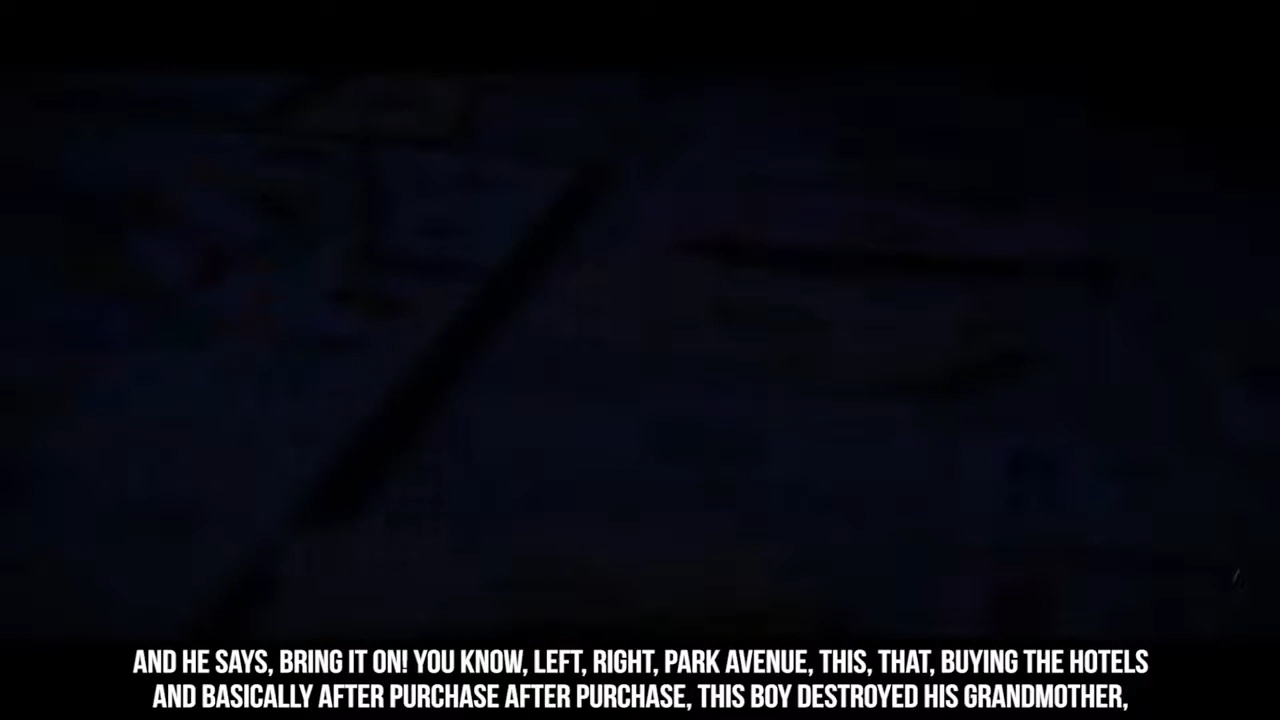 AND HE SAYS, BRING IT ON! YOU KNOW, LEFT, RIGHT, PARK AVENUE, THIS, THAT, BUYING THE HOTELS
AND BASICALLY AFTER PURCHASE AFTER PURCHASE, THIS BOY DESTROYED HIS GRANDMOTHER,